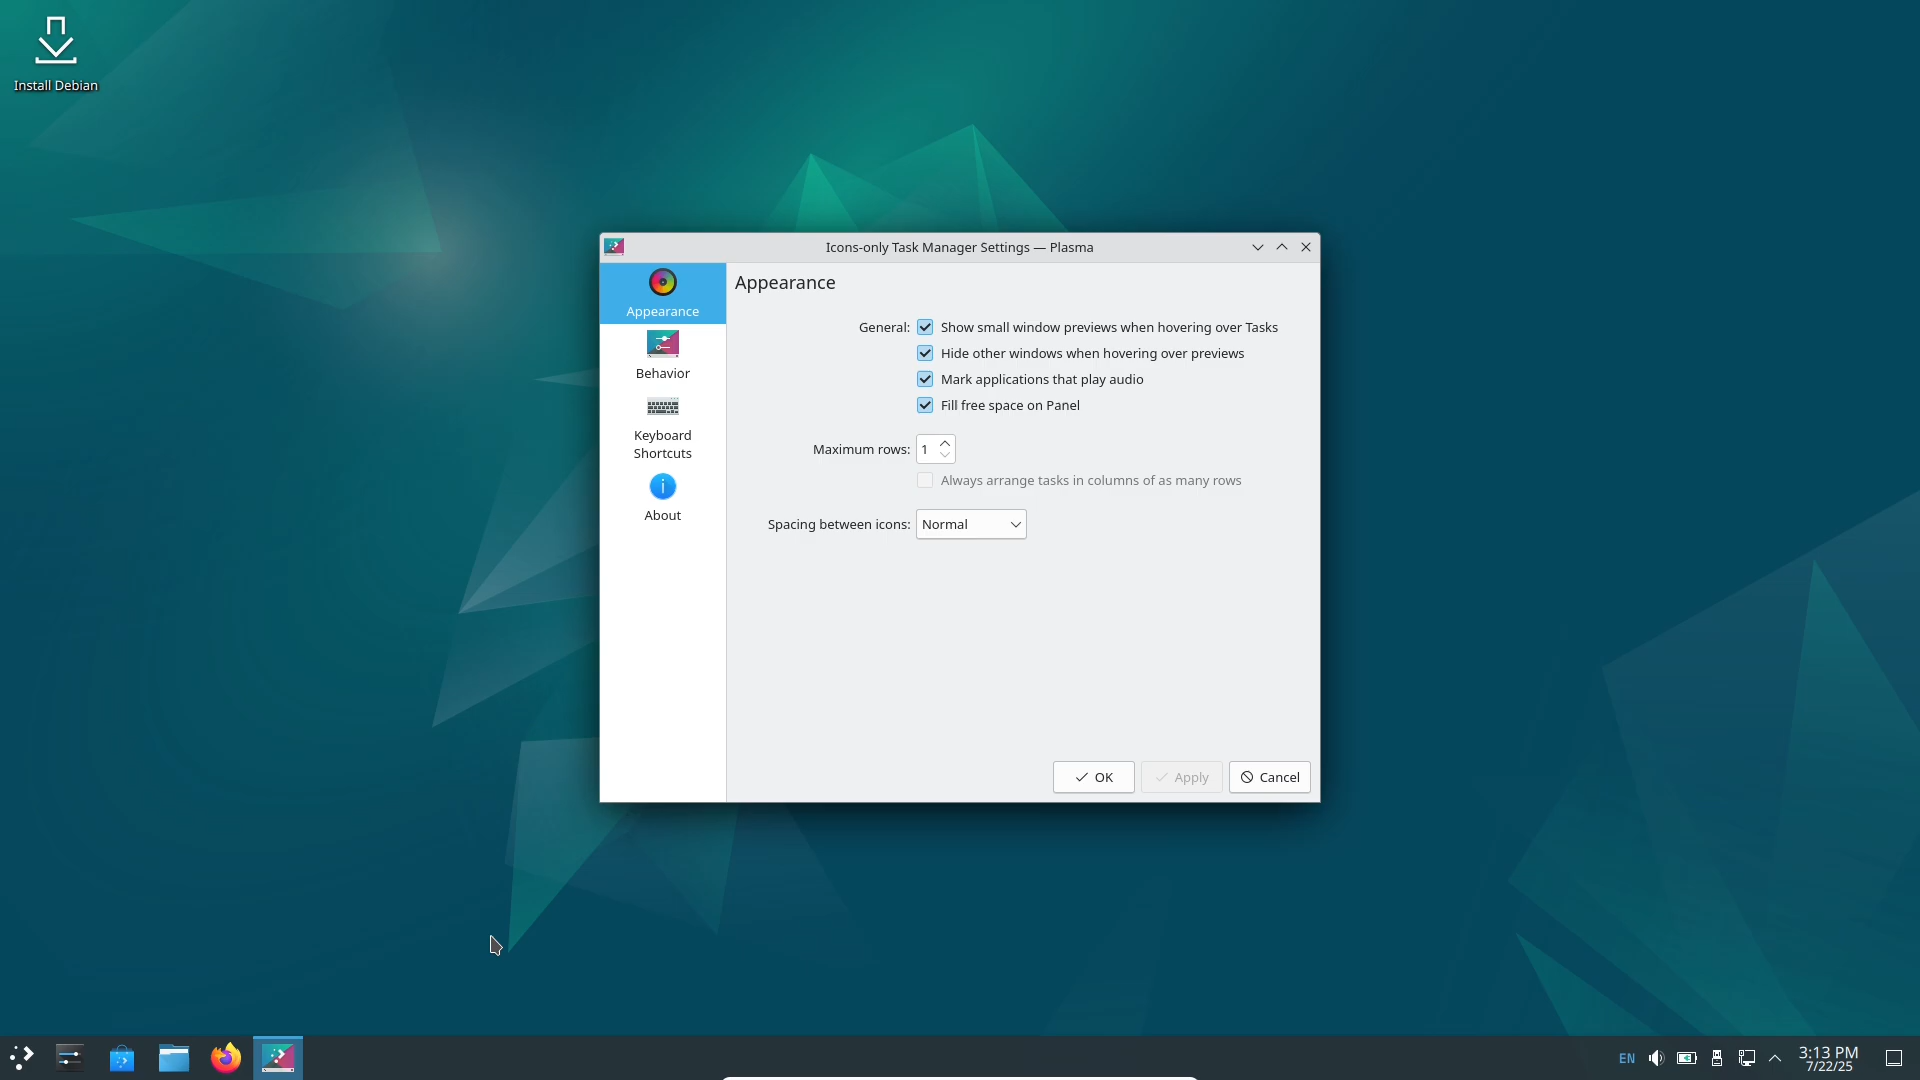 Install Debian
Icons-only Task Manager Settings — Plasma
Appearance
Behavior
Keyboard
Shortcuts
About
Appearance
General: Show small window previews when hovering over Tasks
Hide other windows when hovering over previews
Mark applications that play audio
Fill free space on Panel
Maximum rows: 1
Always arrange tasks in columns of as many rows
Spacing between icons: Normal
OK Apply Cancel
EN 3:13 PM
7/22/25